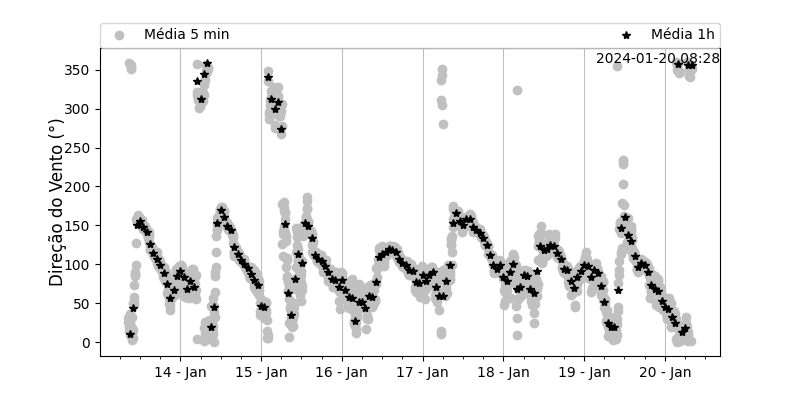 Média 5 min
Média 1h
2024-01-20 08:28
Direção do Vento (°)
350
300
250
200
150
100
50
0
14 - Jan
15 - Jan
16 - Jan
17 - Jan
18 - Jan
19 - Jan
20 - Jan